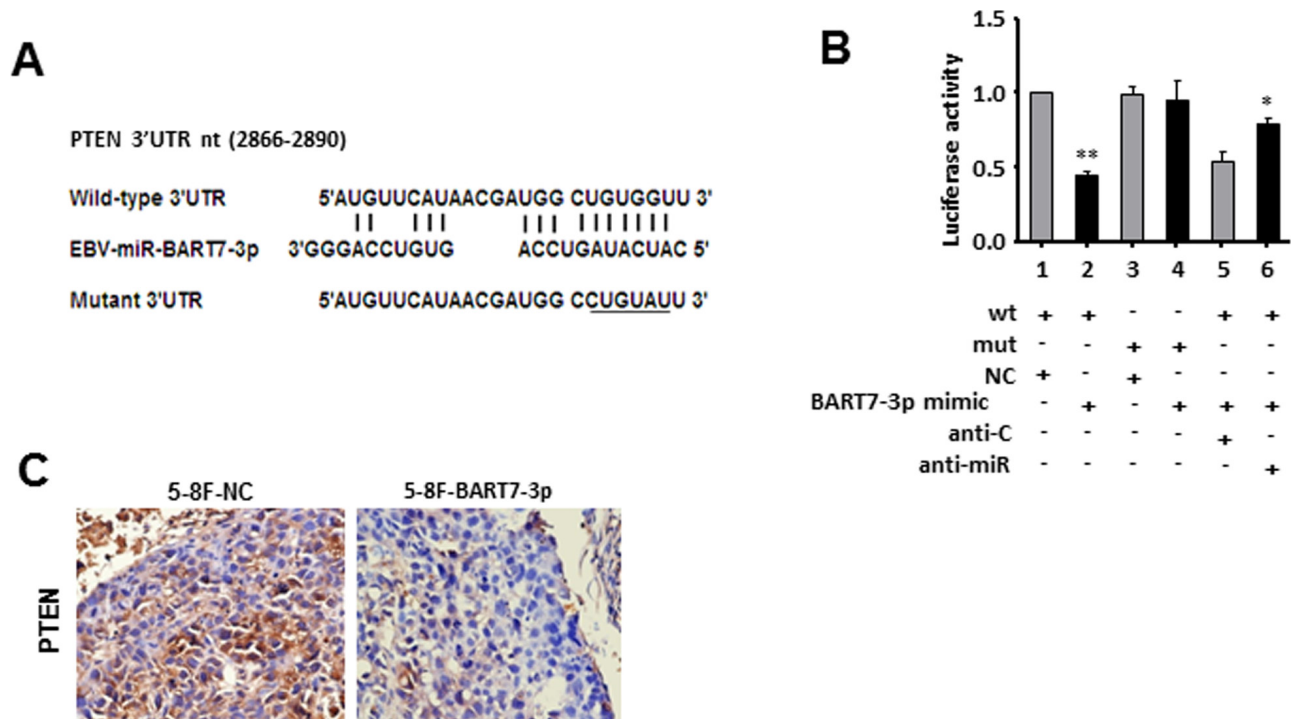 A
PTEN 3'UTR nt (2866-2890)
Wild-type 3'UTR 5'AUGUUCAUAACGAUGG CUGUGGUU 3'
EBV-miR-BART7-3p 3'GGGACCUGUG ACCUGAUACUAC 5'
Mutant 3'UTR 5'AUGUUCAUAACGAUGG CCUGUAUU 3'
B
Luciferase activity
1.5
1.0
0.5
0.0
**
*
1 2 3 4 5 6
wt + + - - + +
mut - - + + - -
NC + - + - - -
BART7-3p mimic - + - + + +
anti-C - - - - + -
anti-miR - - - - - +
C
5-8F-NC 5-8F-BART7-3p
PTEN